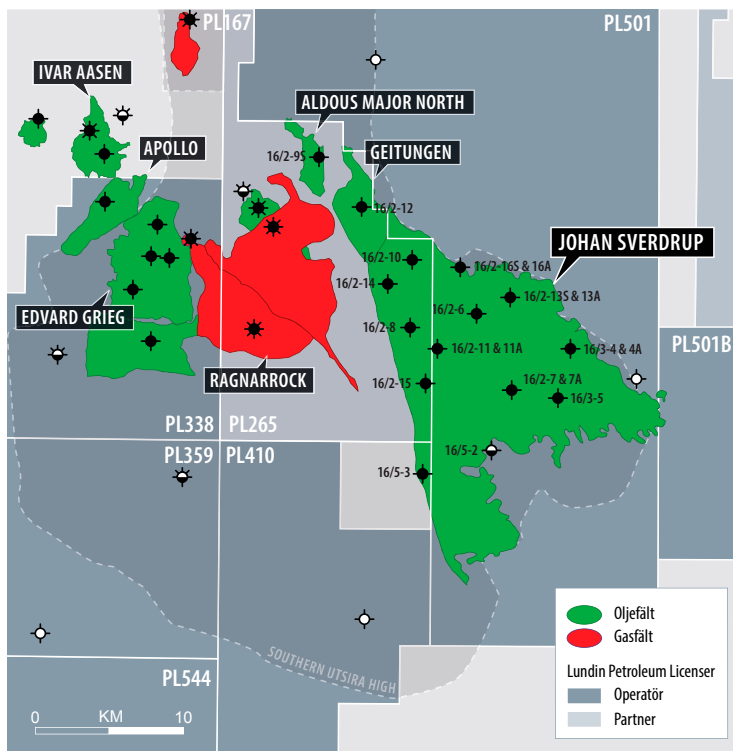 PL167
PL501
IVAR AASEN
ALDOUS MAJOR NORTH
APOLLO
16/2-9S
GEITUNGEN
16/2-12
JOHAN SVERDRUP
16/2-10
16/2-16S & 16A
16/2-14
16/2-13S & 13A
EDVARD GRIEG
16/2-6
16/2-8
PL501B
16/2-11 & 11A
16/3-4 & 4A
RAGNARROCK
16/2-15
16/2-7 & 7A
16/3-5
PL338
PL265
PL359
PL410
16/5-2
16/5-3
Oljefält
Gasfält
SOUTHERN UTSIRA HIGH
Lundin Petroleum Licenser
PL544
Operatör
0 KM 10
Partner